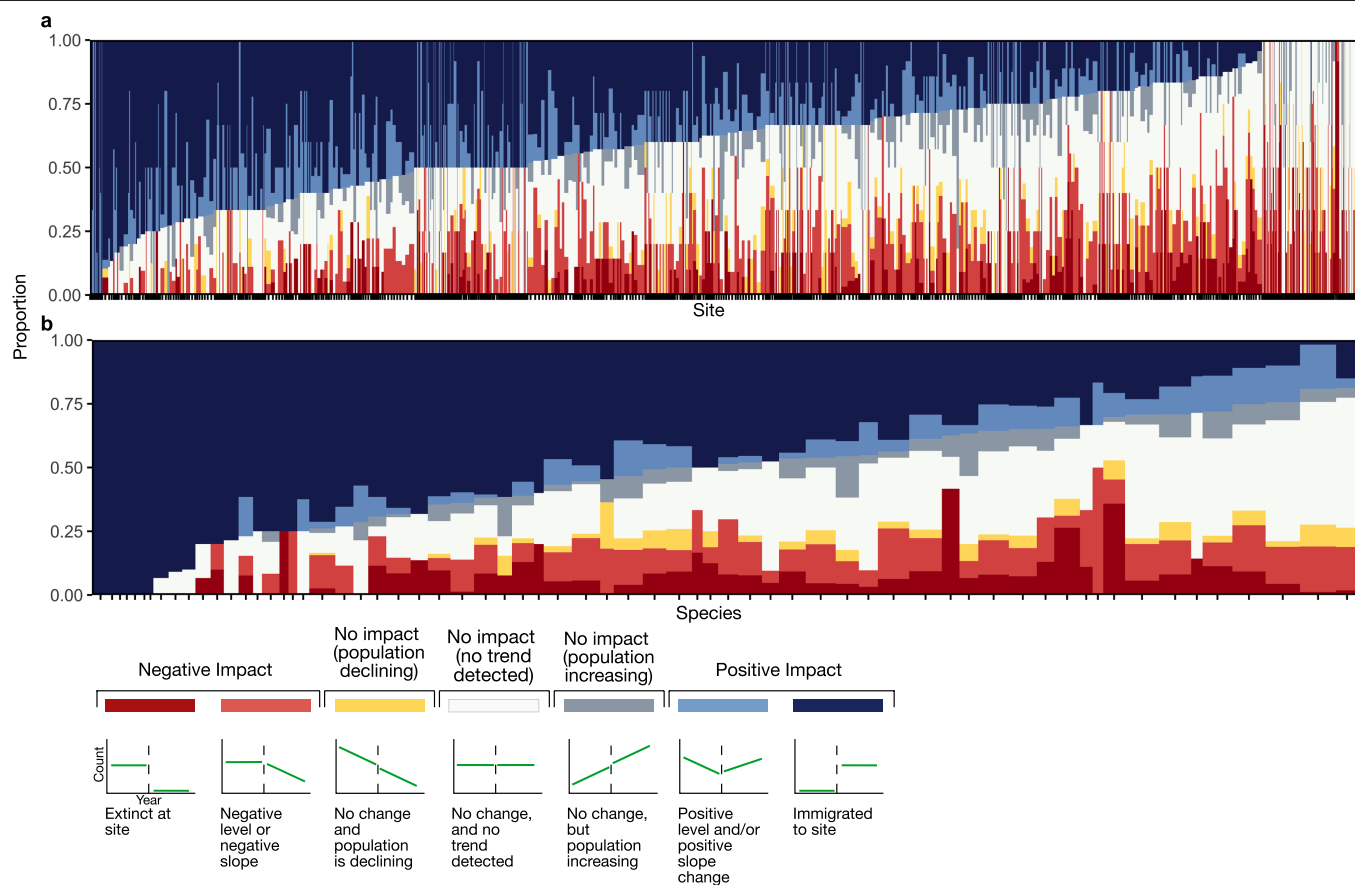 a
1.00
0.75
0.50
0.25
0.00
Site
Proportion
b
1.00
0.75
0.50
0.25
0.00
Species
Negative Impact
No impact
(population
declining)
No impact
(no trend
detected)
No impact
(population
increasing)
Positive Impact
Count
Year
Extinct at
site
Negative
level or
negative
slope
No change
and
population
is declining
No change,
and no
trend
detected
No change,
but
population
increasing
Positive
level and/or
positive
slope
change
Immigrated
to site